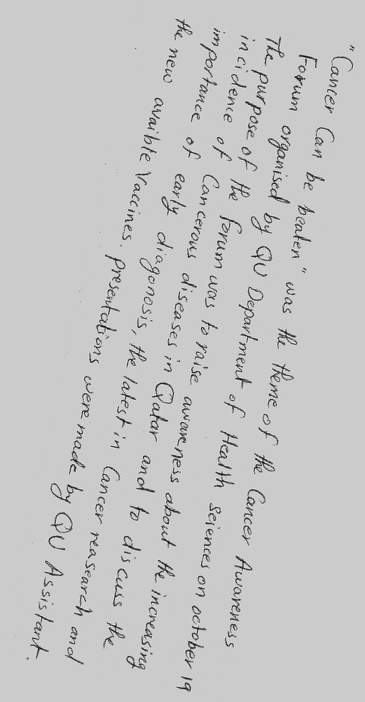 "Cancer Can be beaten" was the theme of the Cancer Awareness
Forum organised by QU Department of Health Sciences on october 19
The purpose of the forum was to raise awareness about the increasing
incidence of Cancerous diseases in Qatar and to discuss the
importance of early diagonosis, the latest in Cancer reasearch and
the new availble Vaccines. presentations were made by QU Assistant.